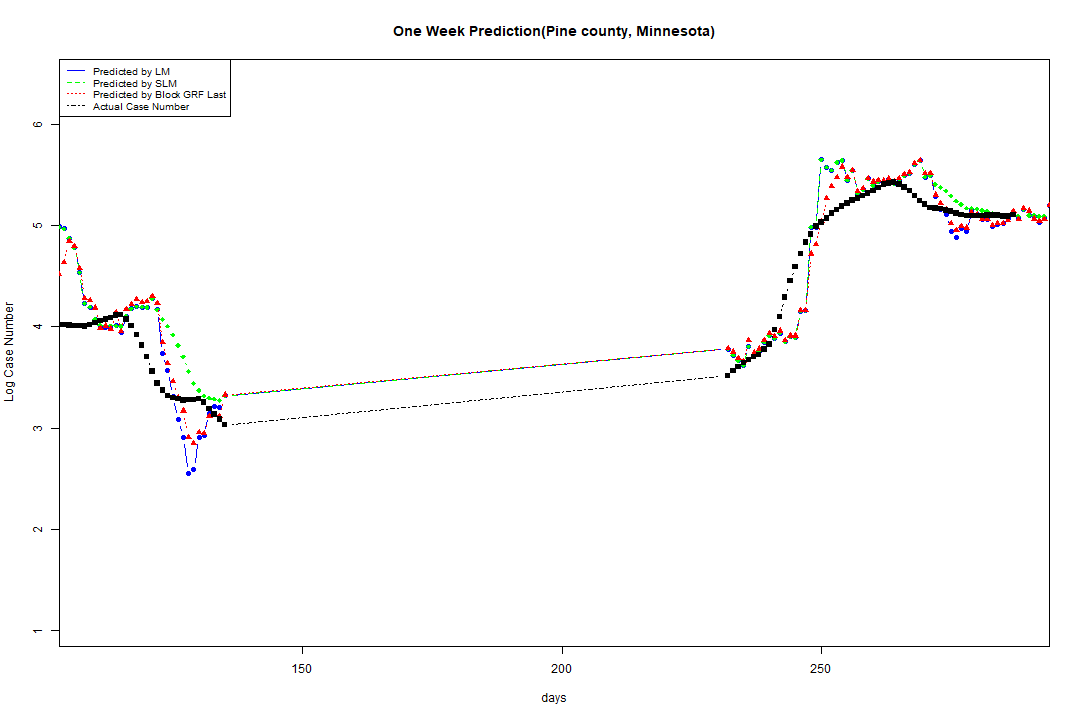 One Week Prediction(Pine county, Minnesota)
Predicted by LM
Predicted by SLM
Predicted by Block GRF Last
Actual Case Number
Log Case Number
6
5
4
3
2
1
150
200
250
days